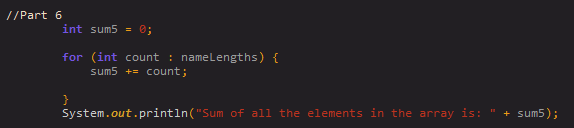 //Part 6
int sum5 = 0;
for (int count : nameLengths) {
sum5 += count;
}
System.out.println("Sum of all the elements in the array is: " + sum5);